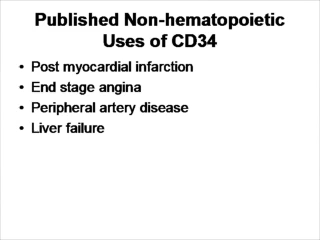 Published Non-hematopoietic
Uses of CD34
• Post myocardial infarction
• End stage angina
• Peripheral artery disease
• Liver failure